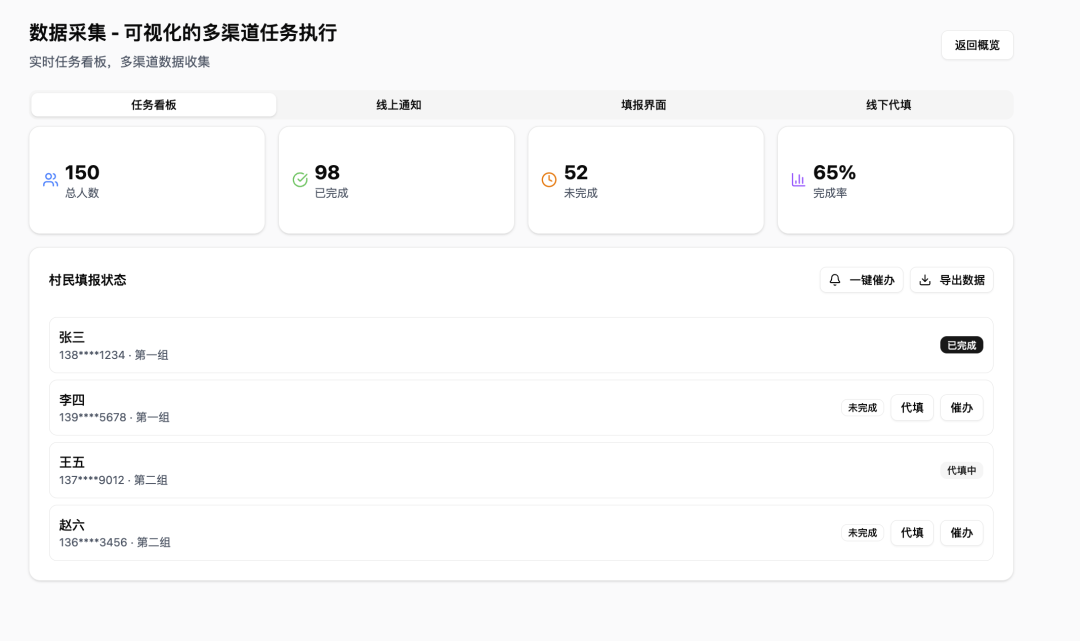 数据采集 - 可视化的多渠道任务执行
实时任务看板，多渠道数据收集
返回概览
任务看板 线上通知 填报界面 线下代填
150
总人数
98
已完成
52
未完成
65%
完成率
村民填报状态
一键催办 导出数据
张三
138****1234 · 第一组
已完成
李四
139****5678 · 第一组
未完成 代填 催办
王五
137****9012 · 第二组
代填中
赵六
136****3456 · 第二组
未完成 代填 催办